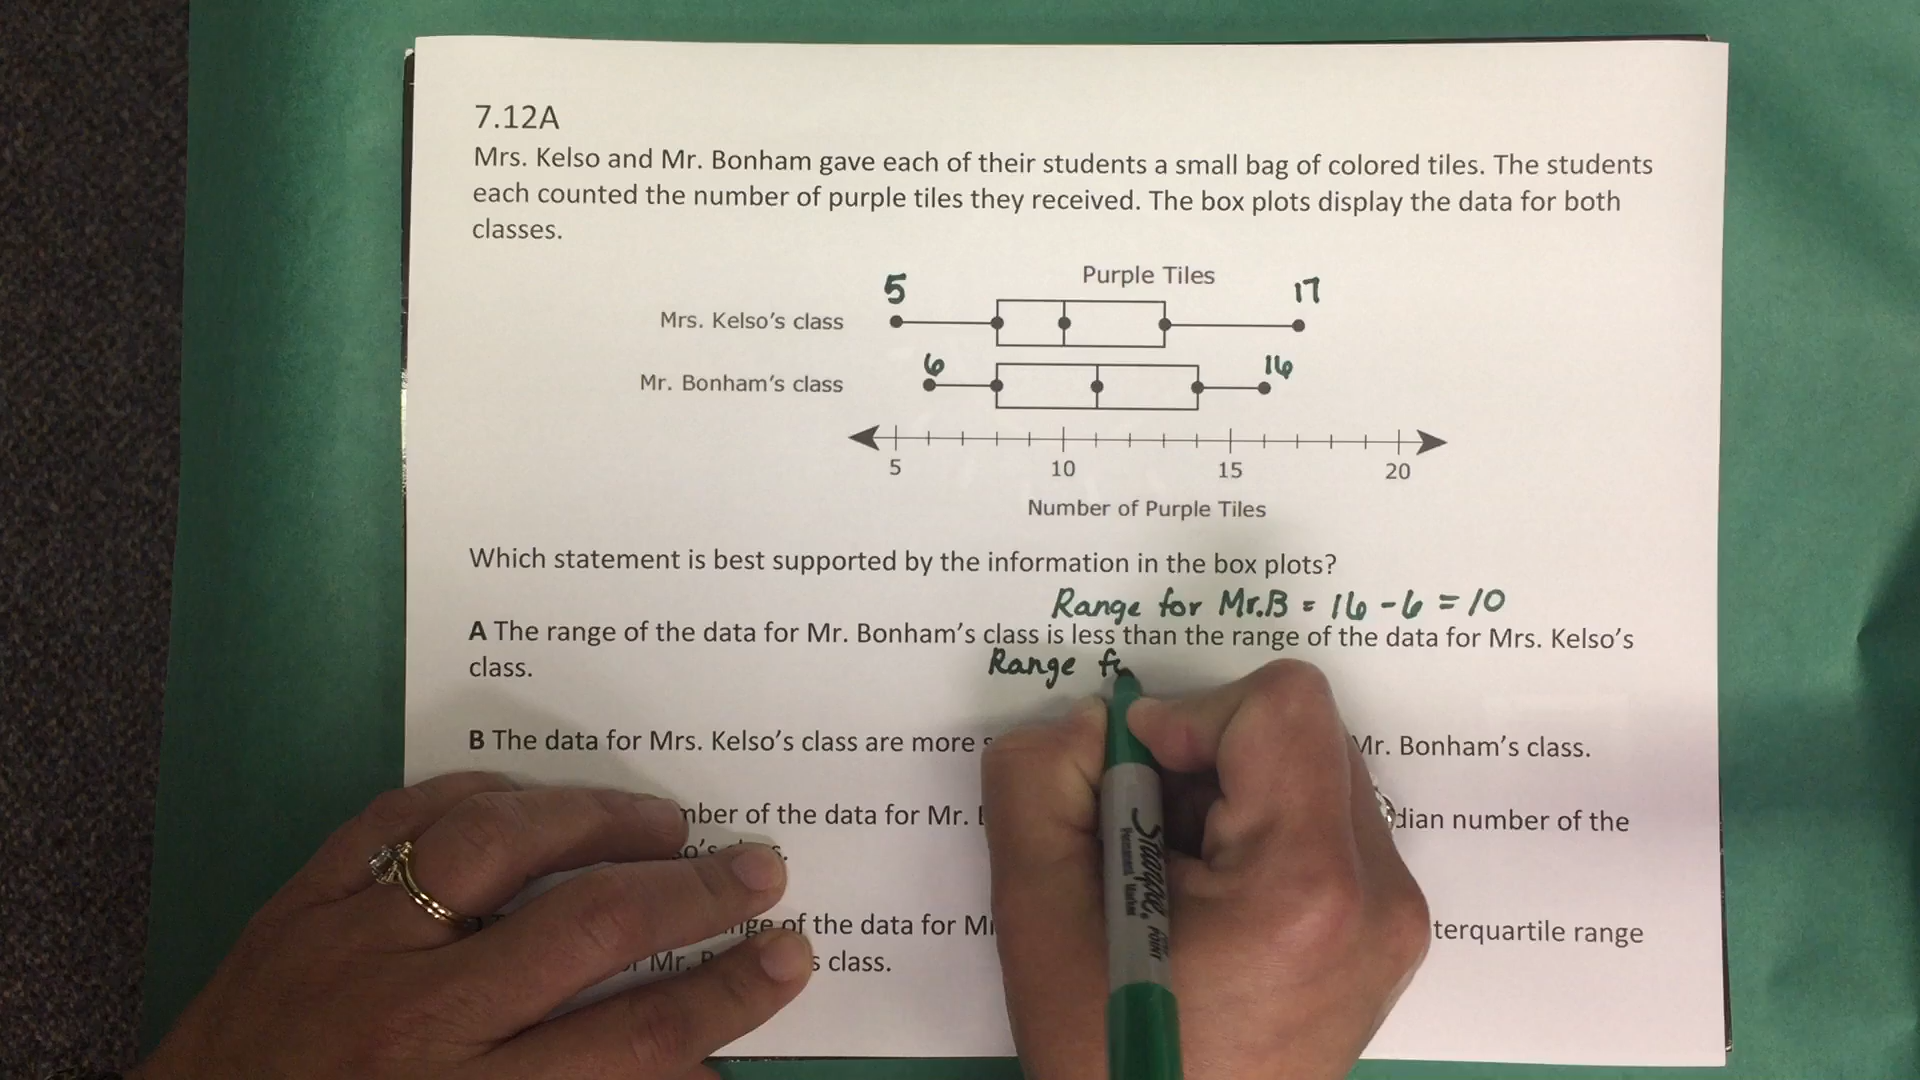 7.12A
Mrs. Kelso and Mr. Bonham gave each of their students a small bag of colored tiles. The students
each counted the number of purple tiles they received. The box plots display the data for both
classes.
Purple Tiles
5
17
Mrs. Kelso's class
6
16
Mr. Bonham's class
5 10 15 20
Number of Purple Tiles
Which statement is best supported by the information in the box plots?
Range for Mr.B = 16 - 6 = 10
A The range of the data for Mr. Bonham's class is less than the range of the data for Mrs. Kelso's
class.
Range
B The data for Mrs. Kelso's class are more Mr. Bonham's class.
of the data for Mr. number of the
of the data for range
Mr. class.
Sharpie.